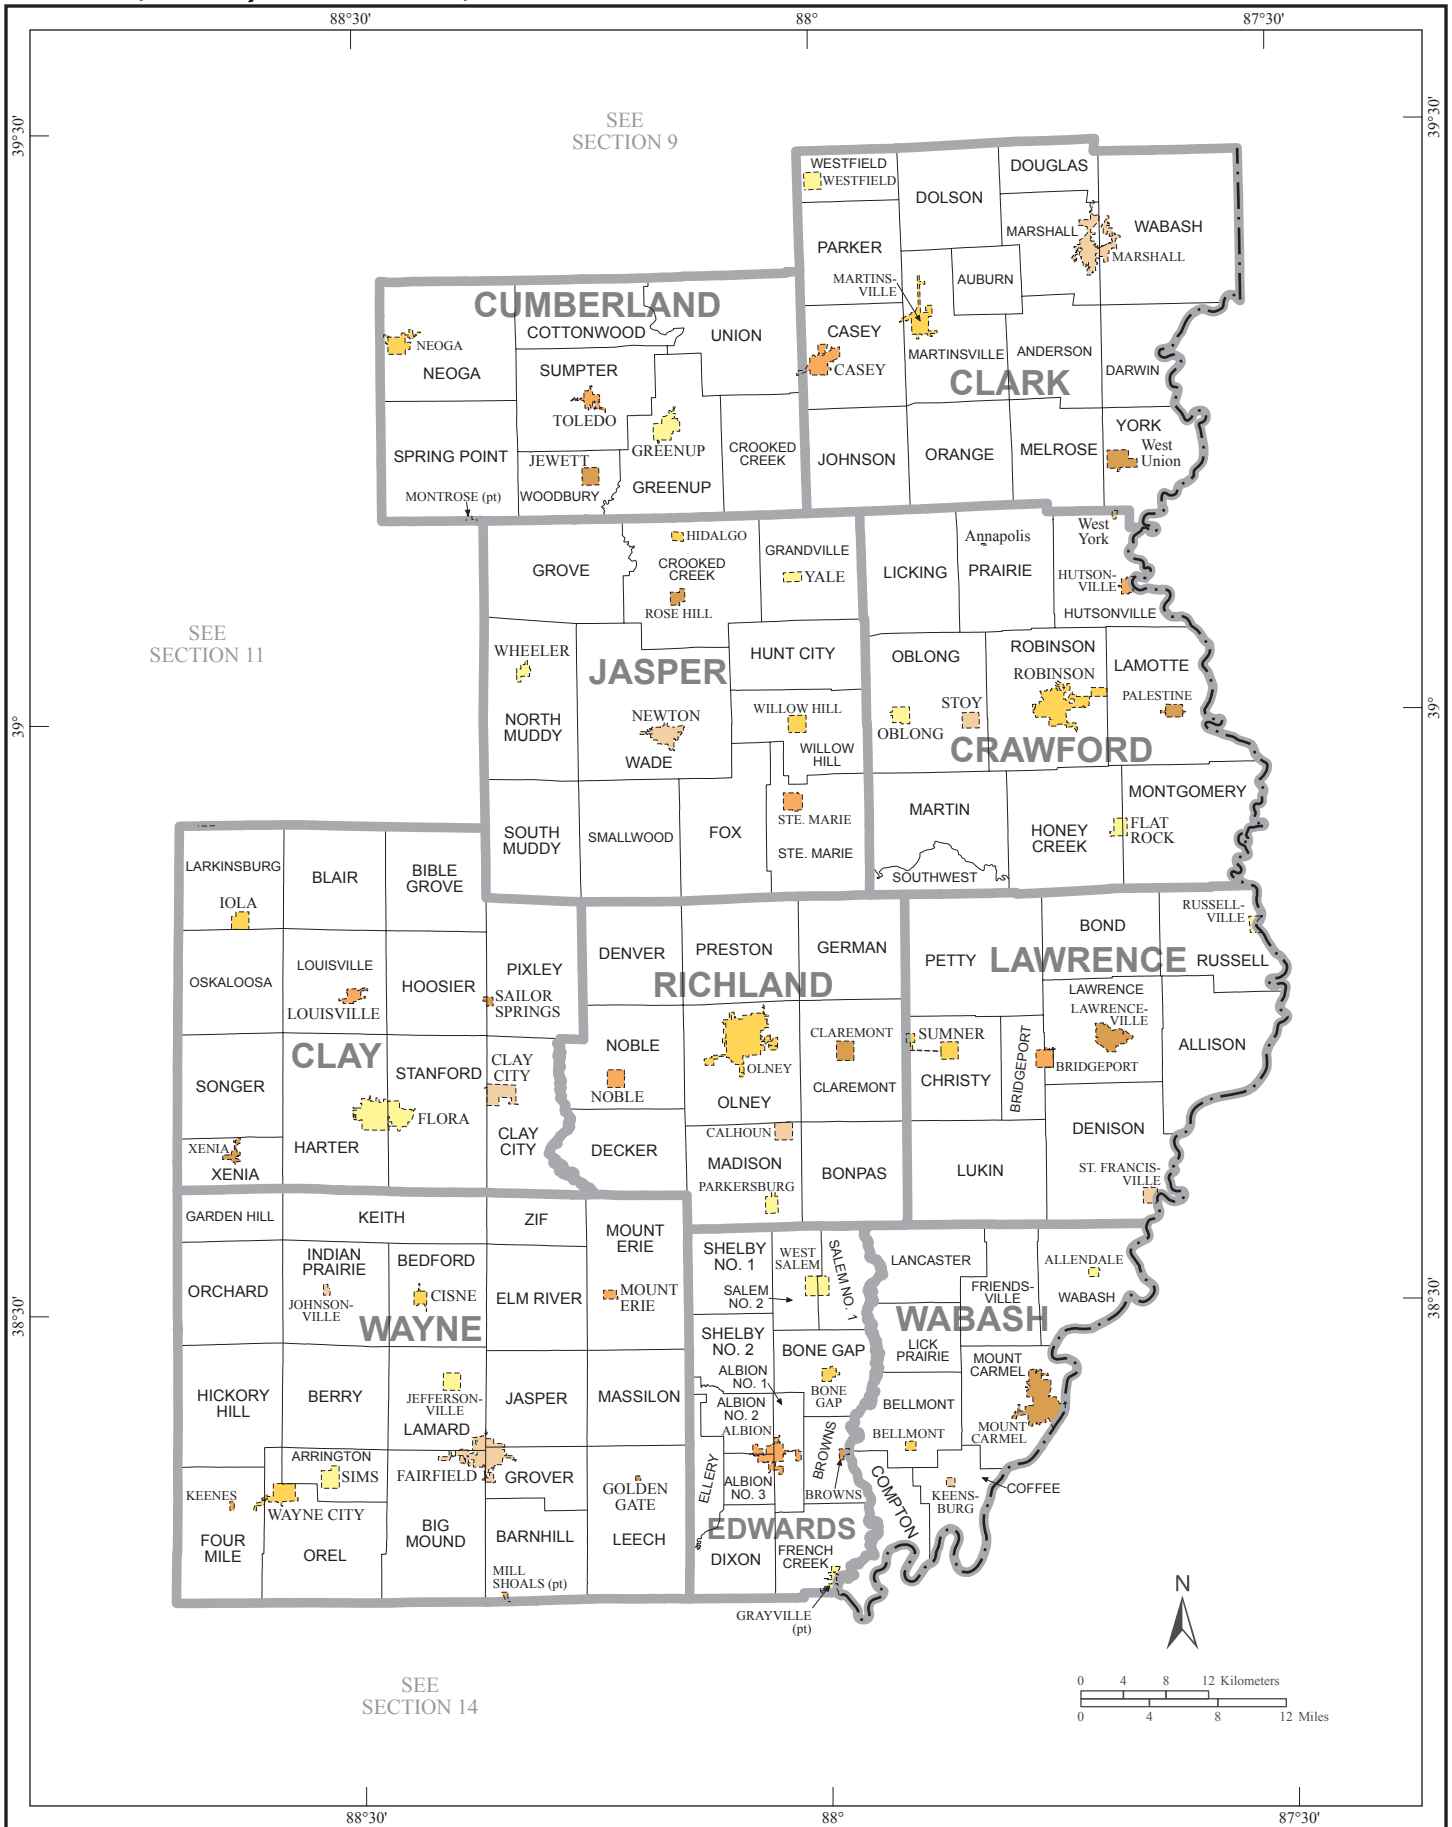 88°30'
88°
87°30'
39°30'
39°30'
SEE
SECTION 9
WESTFIELD
WESTFIELD
DOLSON
DOUGLAS
MARSHALL
MARSHALL
WABASH
PARKER
MARTINS-
VILLE
AUBURN
CASEY
CASEY
MARTINSVILLE
ANDERSON
DARWIN
CLARK
JOHNSON
ORANGE
MELROSE
YORK
West
Union
CUMBERLAND
COTTONWOOD
UNION
NEOGA
NEOGA
SUMPTER
TOLEDO
GREENUP
GREENUP
CROOKED
CREEK
SPRING POINT
JEWETT
WOODBURY
MONTROSE (pt)
SEE
SECTION 11
GROVE
HIDALGO
CROOKED
CREEK
ROSE HILL
GRANDVILLE
YALE
WHEELER
JASPER
HUNT CITY
NORTH
MUDDY
NEWTON
WADE
WILLOW HILL
WILLOW
HILL
SOUTH
MUDDY
SMALLWOOD
FOX
STE. MARIE
STE. MARIE
LICKING
Annapolis
PRAIRIE
West
York
HUTSON-
VILLE
HUTSONVILLE
OBLONG
OBLONG
STOY
ROBINSON
ROBINSON
LAMOTTE
PALESTINE
CRAWFORD
MARTIN
SOUTHWEST
HONEY
CREEK
MONTGOMERY
FLAT
ROCK
39°
39°
LARKINSBURG
IOLA
BLAIR
BIBLE
GROVE
OSKALOOSA
LOUISVILLE
LOUISVILLE
HOOSIER
PIXLEY
SAILOR
SPRINGS
CLAY
SONGER
STANFORD
CLAY
CITY
FLORA
HARTER
CLAY
CITY
XENIA
XENIA
DENVER
PRESTON
GERMAN
RICHLAND
NOBLE
NOBLE
OLNEY
OLNEY
CLAREMONT
CLAREMONT
DECKER
CALHOUN
MADISON
PARKERSBURG
BONPAS
PETTY
BOND
RUSSELL-
VILLE
RUSSELL
LAWRENCE
LAWRENCE
LAWRENCE-
VILLE
SUMNER
CHRISTY
BRIDGEPORT
BRIDGEPORT
ALLISON
LUKIN
DENISON
ST. FRANCIS-
VILLE
GARDEN HILL
KEITH
ZIF
MOUNT
ERIE
ORCHARD
INDIAN
PRAIRIE
JOHNSON-
VILLE
BEDFORD
CISNE
ELM RIVER
MOUNT
ERIE
WAYNE
HICKORY
HILL
BERRY
JEFFERSON-
VILLE
LAMARD
JASPER
MASSILON
ARRINGTON
SIMS
FAIRFIELD
GROVER
KEENES
WAYNE CITY
GOLDEN
GATE
FOUR
MILE
OREL
BIG
MOUND
BARNHILL
LEECH
MILL
SHOALS (pt)
SHELBY
NO. 1
WEST
SALEM
SALEM NO. 1
SALEM
NO. 2
SHELBY
NO. 2
BONE GAP
BONE
GAP
ALBION
NO. 1
ALBION
NO. 2
ALBION
ELLERY
ALBION
NO. 3
BROWNS
BROWNS
EDWARDS
DIXON
FRENCH
CREEK
GRAYVILLE
(pt)
LANCASTER
FRIENDS-
VILLE
ALLENDALE
WABASH
WABASH
LICK
PRAIRIE
MOUNT
CARMEL
MOUNT
CARMEL
BELLMONT
BELLMONT
COMPTON
KEENS-
BURG
COFFEE
38°30'
38°30'
SEE
SECTION 14
N
0 4 8 12 Kilometers
0 4 8 12 Miles
88°30'
88°
87°30'